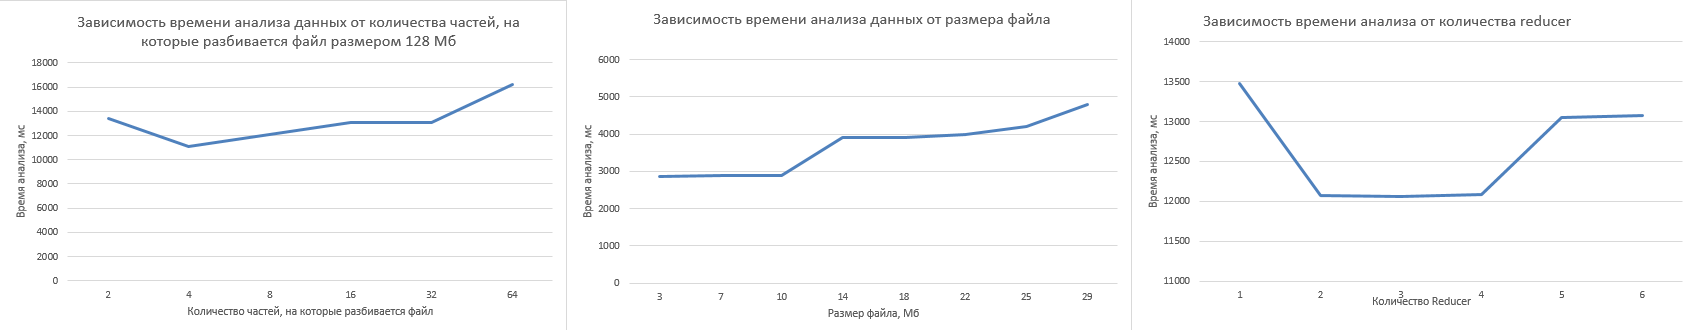 Зависимость времени анализа данных от количества частей, на
которые разбивается файл размером 128 Мб
18000
16000
14000
12000
10000
8000
6000
4000
2000
0
Время анализа, мс
2 4 8 16 32 64
Количество частей, на которые разбивается файл
Зависимость времени анализа данных от размера файла
6000
5000
4000
3000
2000
1000
0
Время анализа, мс
3 7 10 14 18 22 25 29
Размер файла, Мб
Зависимость времени анализа от количества reducer
14000
13500
13000
12500
12000
11500
11000
Время анализа, мс
1 2 3 4 5 6
Количество Reducer